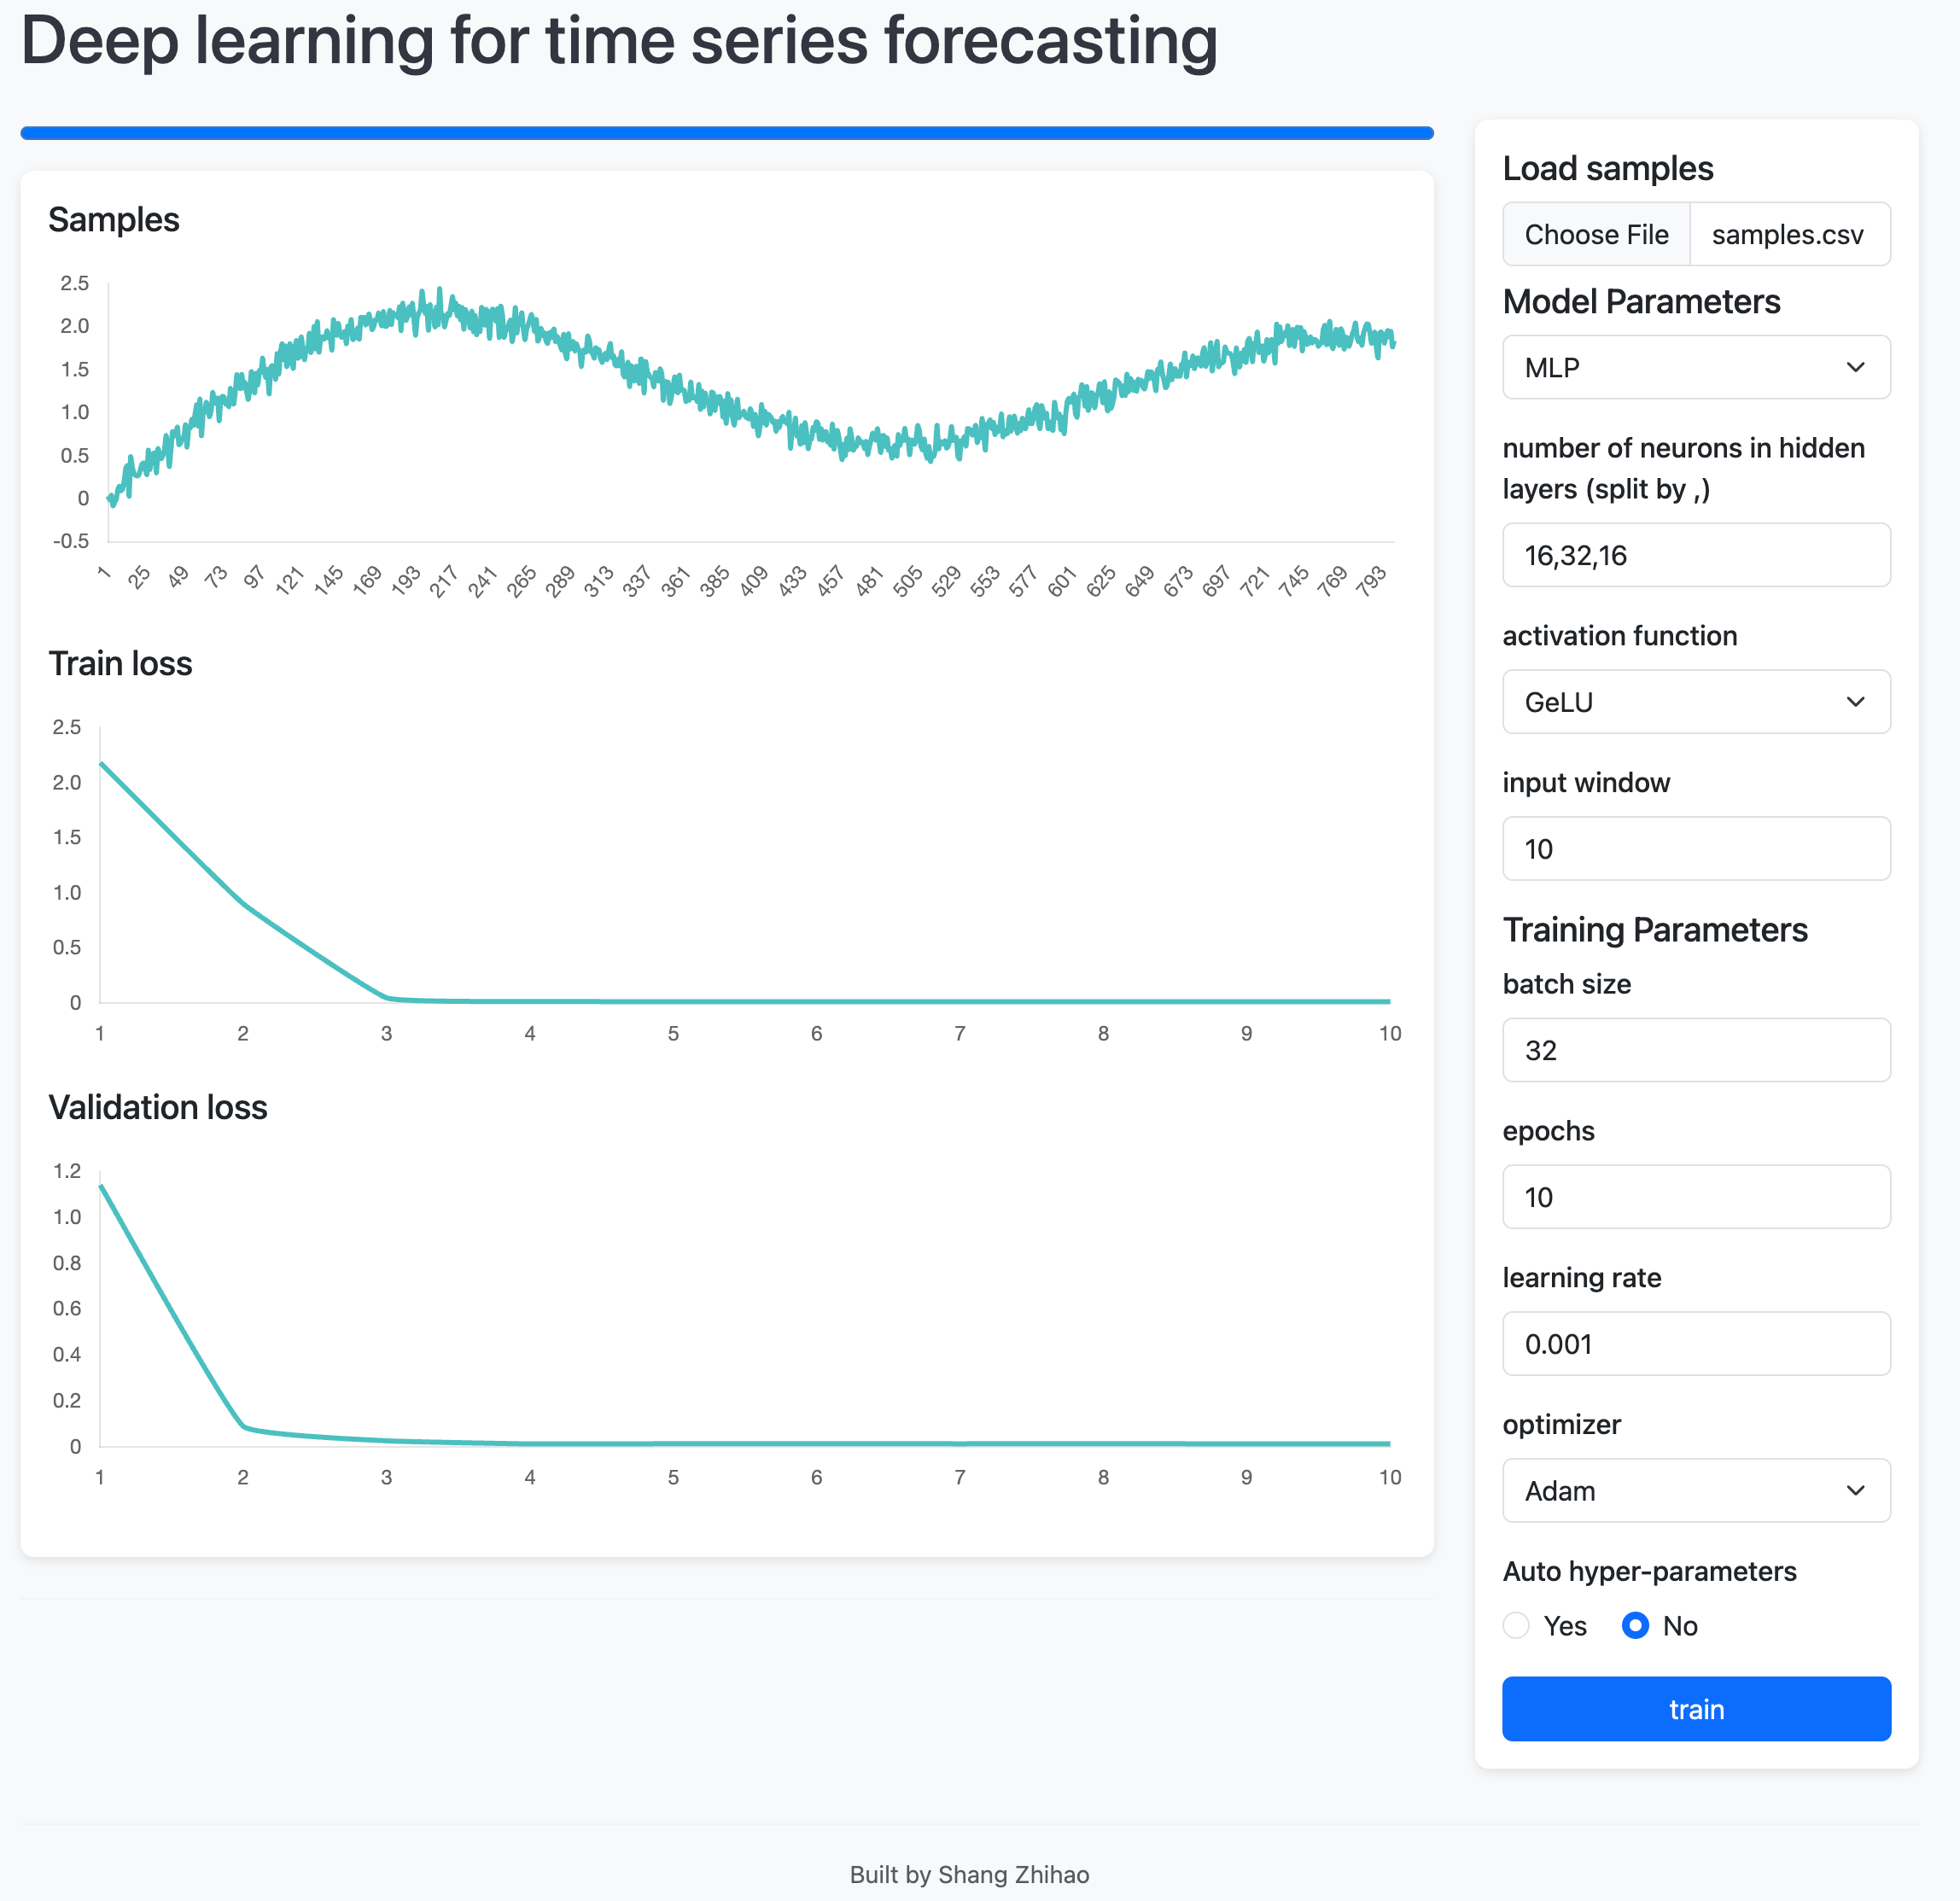 Deep learning for time series forecasting
Samples
2.5
2.0
1.5
1.0
0.5
0
-0.5
1 25 49 73 97 121 145 169 193 217 241 265 289 313 337 361 385 409 433 457 481 505 529 553 577 601 625 649 673 697 721 745 769 793
Train loss
2.5
2.0
1.5
1.0
0.5
0
1 2 3 4 5 6 7 8 9 10
Validation loss
1.2
1.0
0.8
0.6
0.4
0.2
0
1 2 3 4 5 6 7 8 9 10
Load samples
Choose File samples.csv
Model Parameters
MLP
number of neurons in hidden
layers (split by ,)
16,32,16
activation function
GeLU
input window
10
Training Parameters
batch size
32
epochs
10
learning rate
0.001
optimizer
Adam
Auto hyper-parameters
Yes No
train
Built by Shang Zhihao